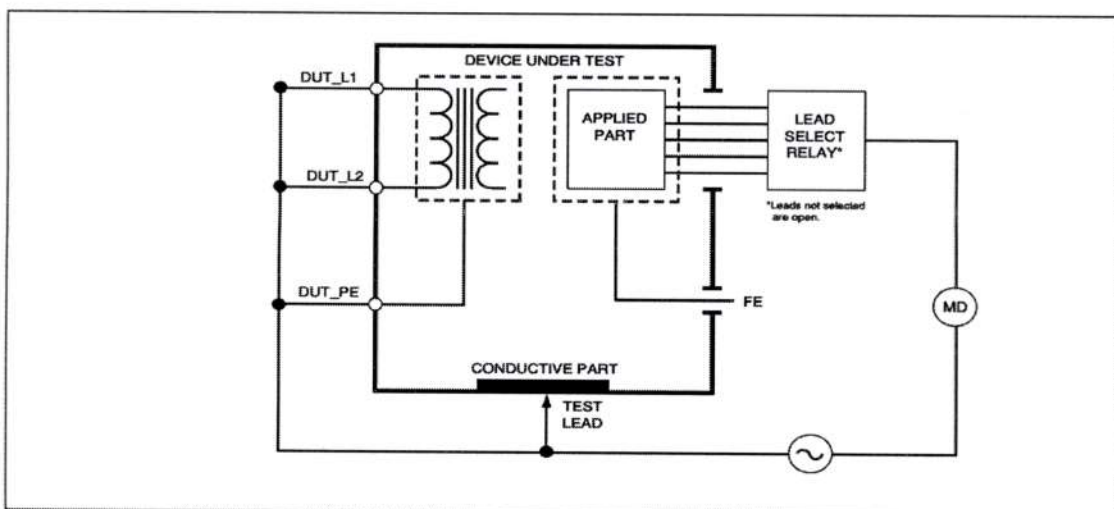 DEVICE UNDER TEST
DUT_L1
APPLIED
PART
LEAD
SELECT
RELAY*
DUT_L2
*Leads not selected
are open.
DUT_PE
FE
MD
CONDUCTIVE PART
TEST
LEAD